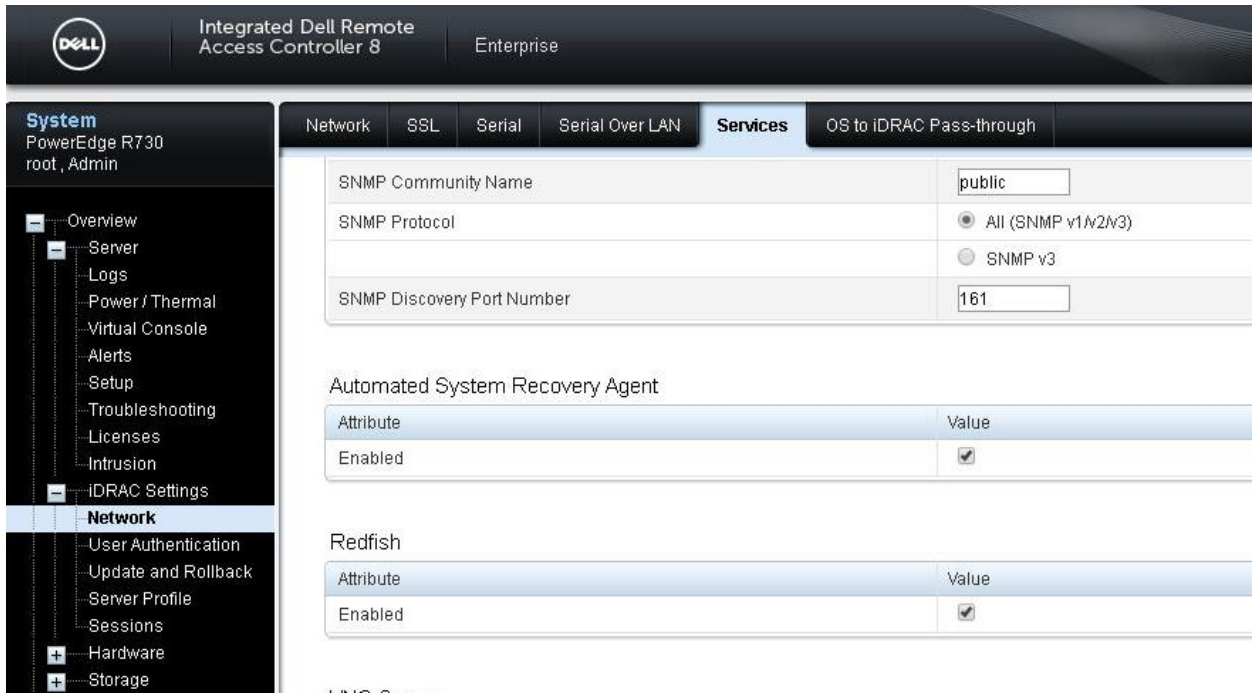 DELL
Integrated Dell Remote
Access Controller 8
Enterprise
System
PowerEdge R730
root , Admin
Overview
Server
Logs
Power / Thermal
Virtual Console
Alerts
Setup
Troubleshooting
Licenses
Intrusion
iDRAC Settings
Network
User Authentication
Update and Rollback
Server Profile
Sessions
Hardware
Storage
Network SSL Serial Serial Over LAN Services OS to iDRAC Pass-through
SNMP Community Name public
SNMP Protocol All (SNMP v1/v2/v3)
SNMP v3
SNMP Discovery Port Number 161
Automated System Recovery Agent
Attribute Value
Enabled
Redfish
Attribute Value
Enabled